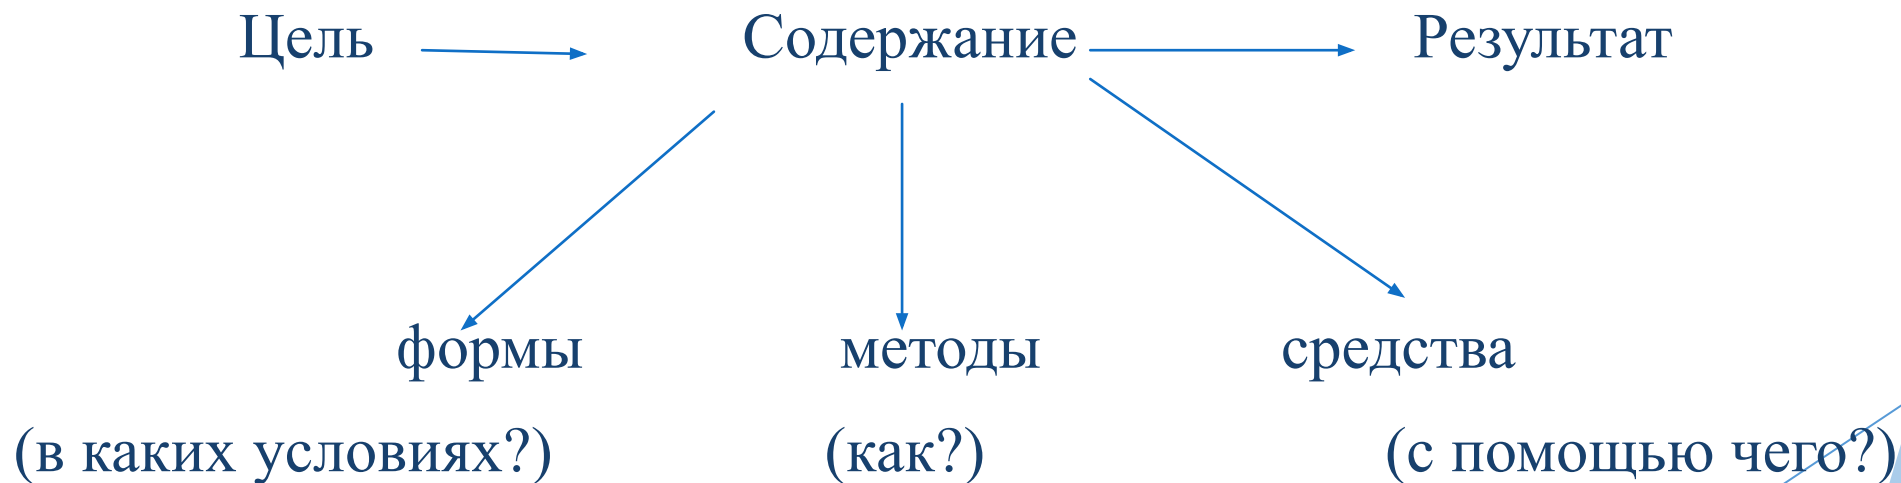 Цель Содержание Результат
формы методы средства
(в каких условиях?) (как?) (с помощью чего?)